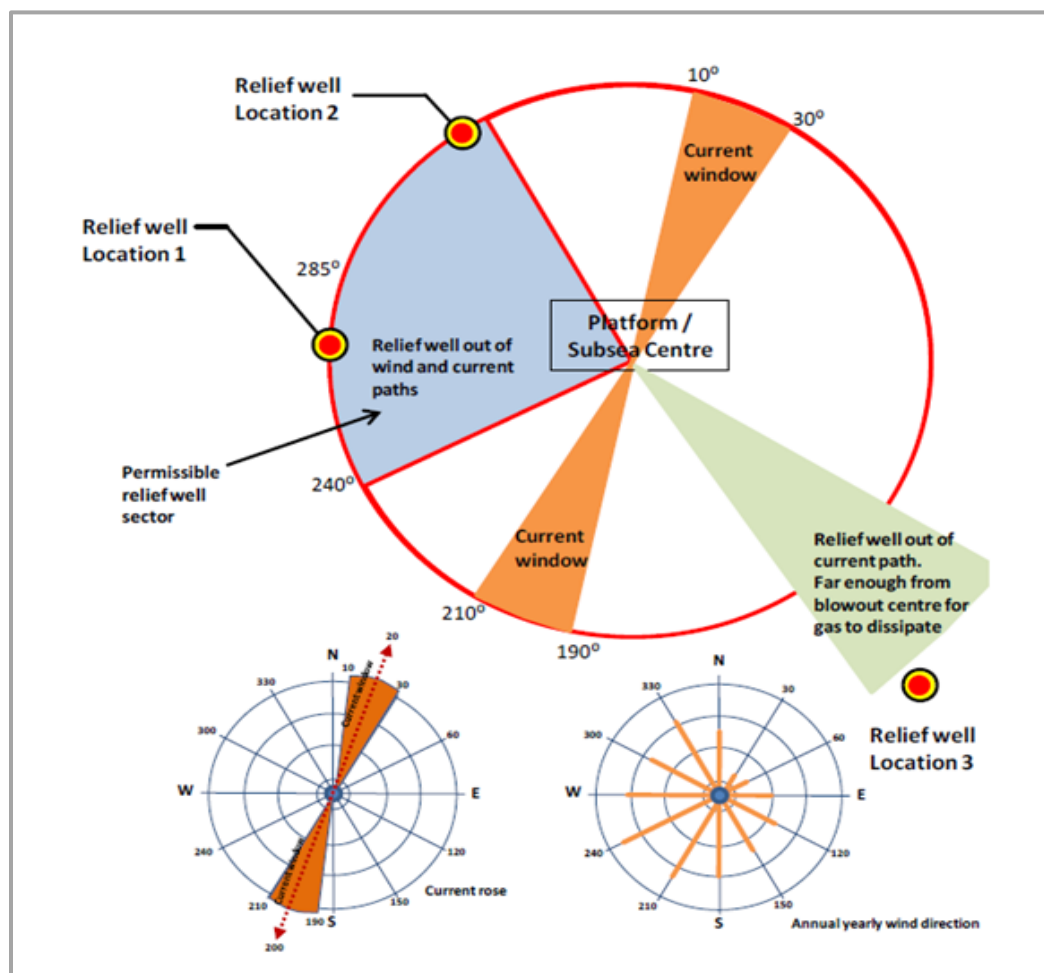 10°
Relief well
Location 2
30°
Current
window
Relief well
Location 1
285°
Platform /
Subsea Centre
Relief well out of
wind and current
paths
Permissible
relief well
sector
240°
Current
window
Relief well out of
current path.
Far enough from
blowout centre for
gas to dissipate
210°
190°
Relief well
Location 3
20
N
10
30
330
Current window
300
60
W
E
240
120
Current window
210
190
S
150
200
Current rose
N
330
30
300
60
W
E
240
120
210
150
S
Annual yearly wind direction